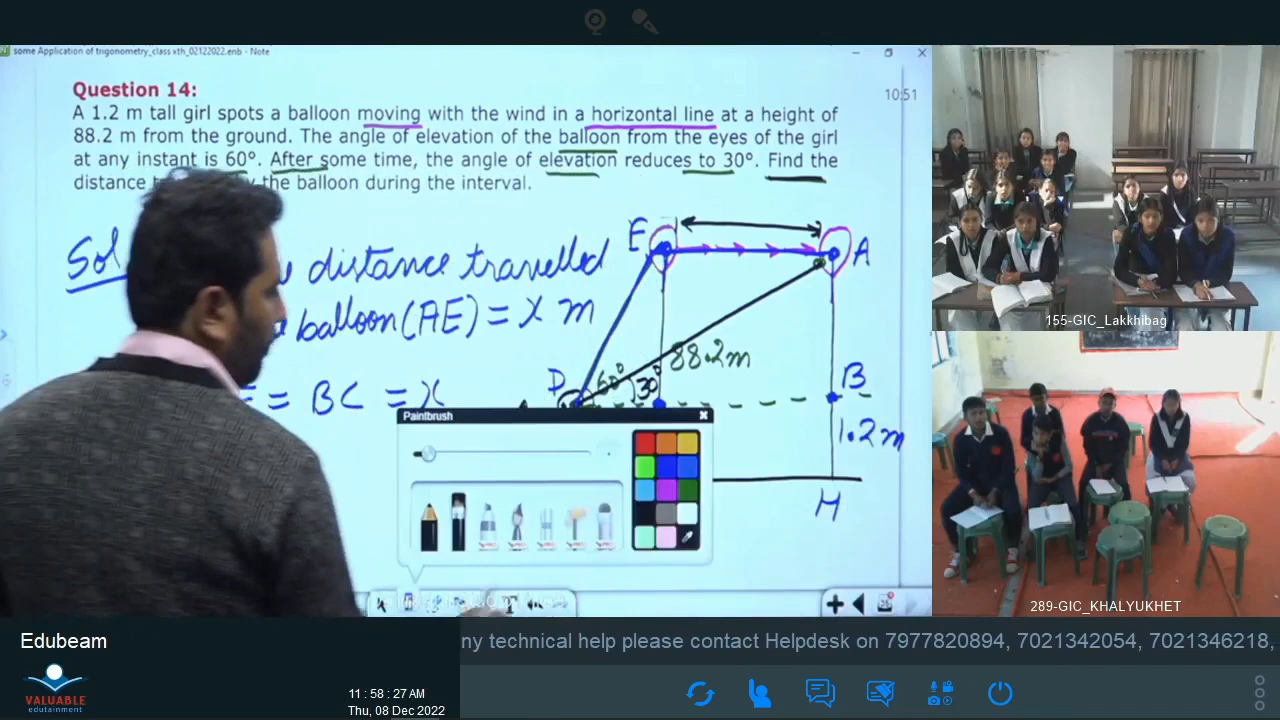 some Application of trigonometry_class xth_02122022.enb - Note
Question 14:
10:51
A 1.2 m tall girl spots a balloon moving with the wind in a horizontal line at a height of
88.2 m from the ground. The angle of elevation of the balloon from the eyes of the girl
at any instant is 60°. After some time, the angle of elevation reduces to 30°. Find the
distance the balloon during the interval.
Sol distance travelled
balloon (AE) = x m
= BC = x
E
A
88.2m
D
60°
30°
B
1.2m
H
Paintbrush
155-GIC_Lakkhibag
289-GIC_KHALYUKHET
Edubeam
ny technical help please contact Helpdesk on 7977820894, 7021342054, 7021346218,
VALUABLE
edutainment
11 : 58 : 27 AM
Thu, 08 Dec 2022